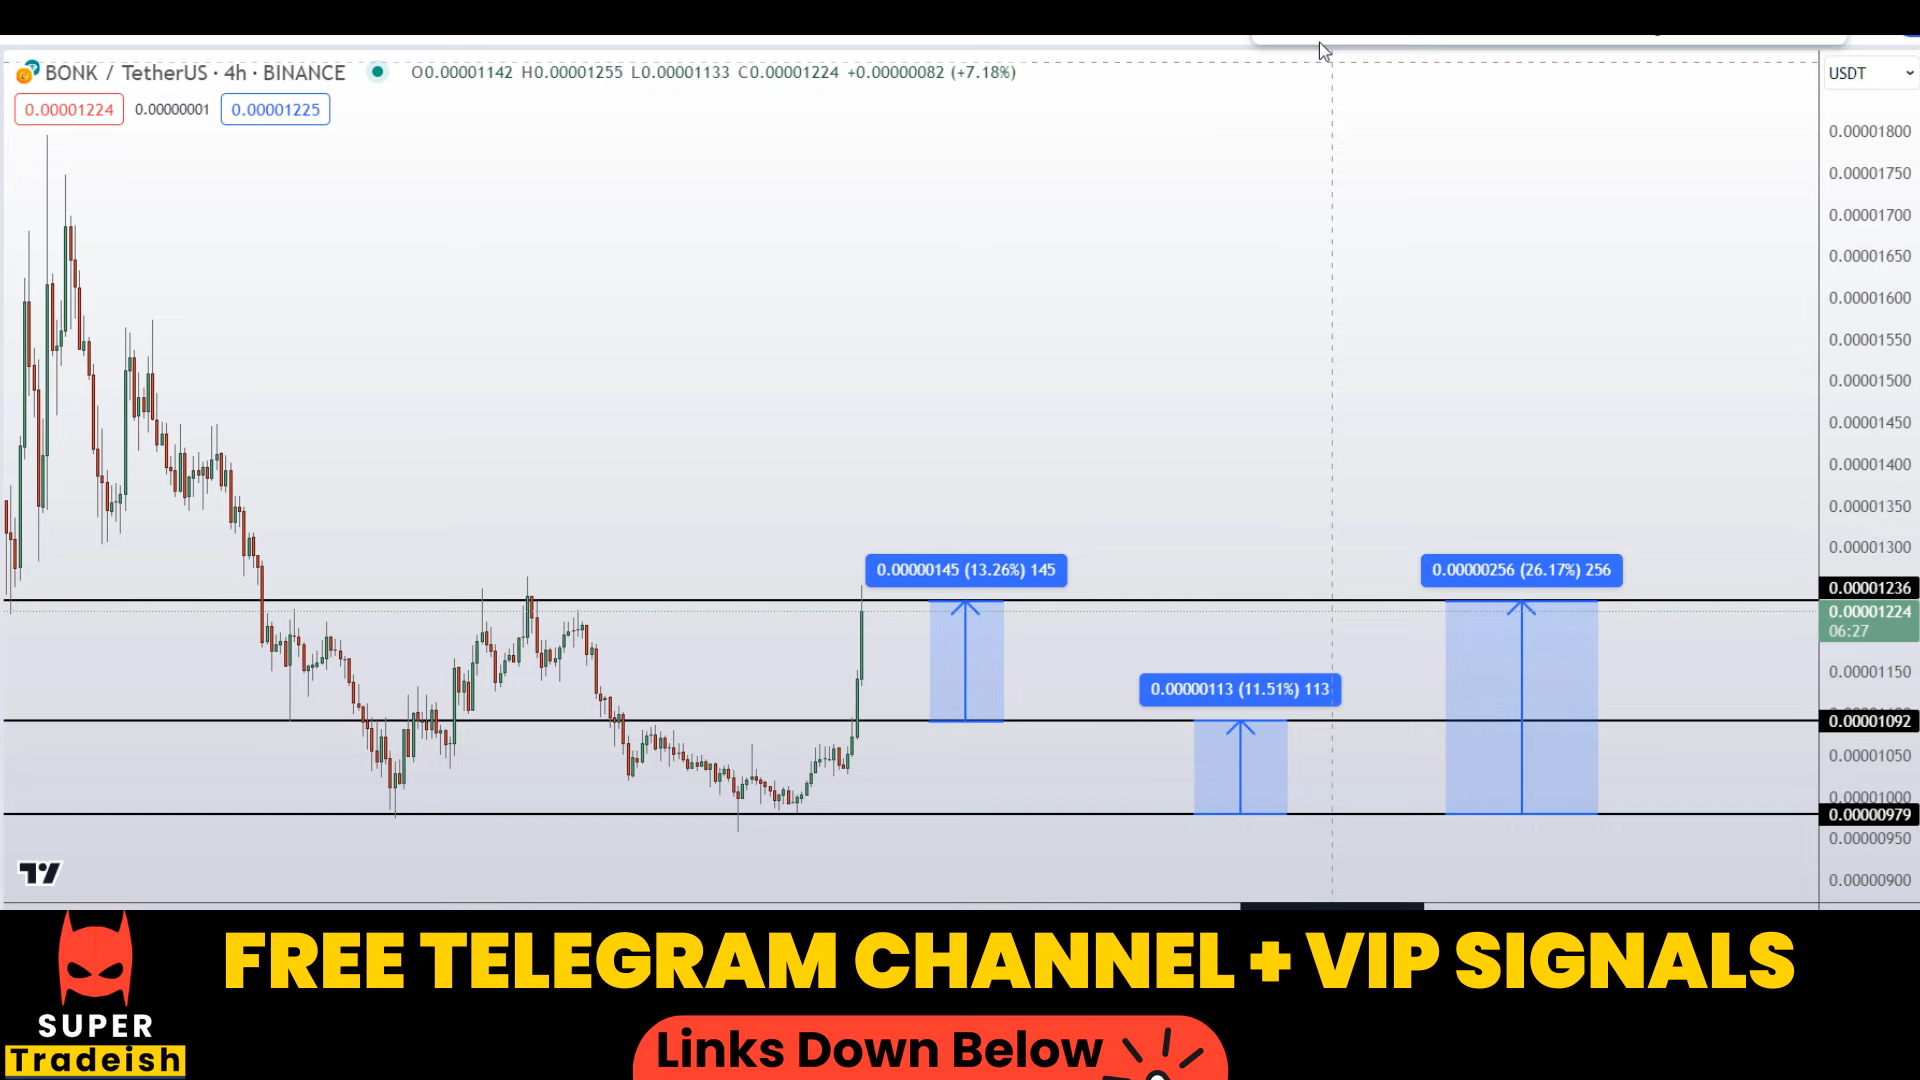 BONK / TetherUS · 4h · BINANCE O0.00001142 H0.00001255 L0.00001133 C0.00001224 +0.00000082 (+7.18%)
USDT
0.00001224 0.00000001 0.00001225
0.00001800
0.00001750
0.00001700
0.00001650
0.00001600
0.00001550
0.00001500
0.00001450
0.00001400
0.00001350
0.00001300
0.00000145 (13.26%) 145
0.00000256 (26.17%) 256
0.00001236
0.00001224
06:27
0.00001150
0.00000113 (11.51%) 113
0.00001092
0.00001050
0.00001000
0.00000979
0.00000950
0.00000900
FREE TELEGRAM CHANNEL + VIP SIGNALS
SUPER
Tradeish
Links Down Below